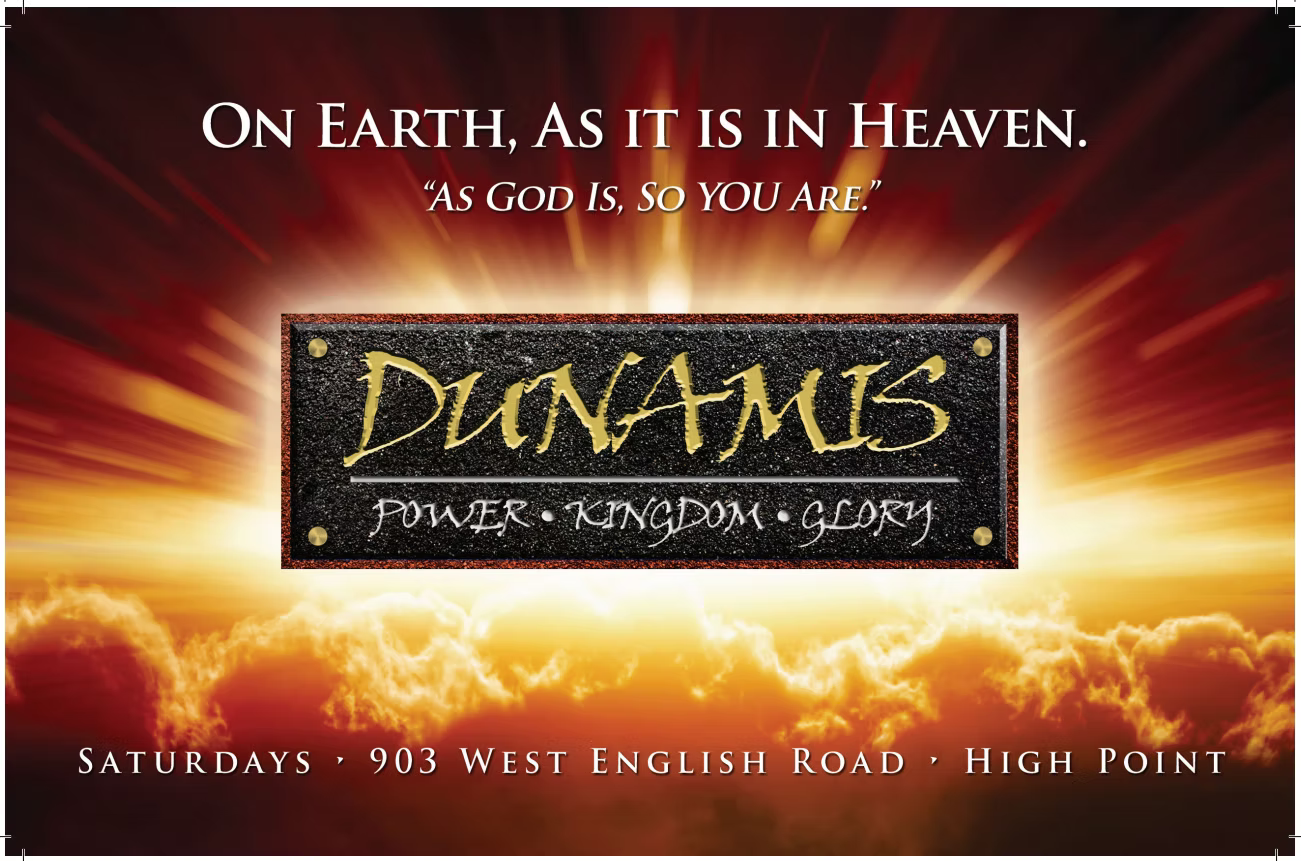 On Earth, As it is in Heaven.
“As God Is, So YOU Are.”
DUNAMIS
POWER • KINGDOM • GLORY
Saturdays · 903 West English Road · High Point